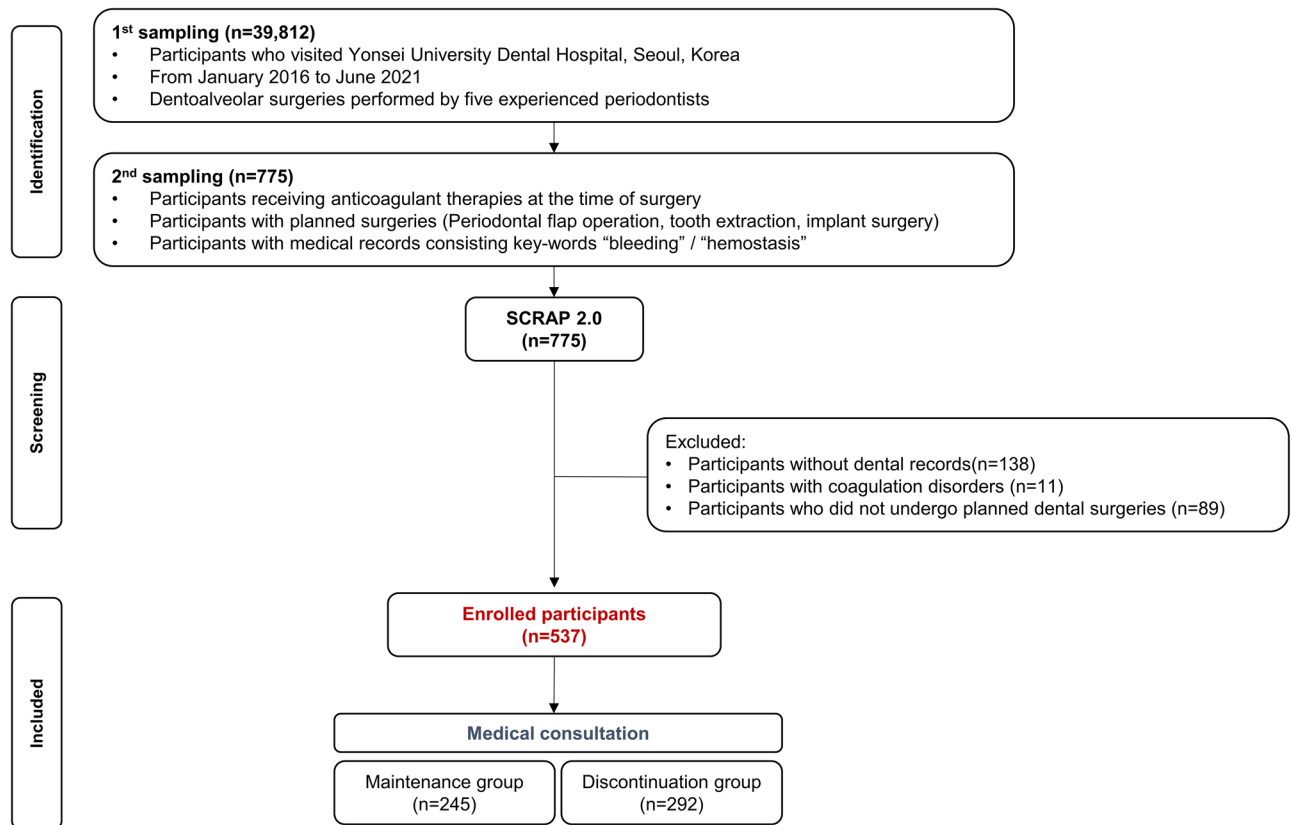 Identification
1st sampling (n=39,812)
• Participants who visited Yonsei University Dental Hospital, Seoul, Korea
• From January 2016 to June 2021
• Dentoalveolar surgeries performed by five experienced periodontists
2nd sampling (n=775)
• Participants receiving anticoagulant therapies at the time of surgery
• Participants with planned surgeries (Periodontal flap operation, tooth extraction, implant surgery)
• Participants with medical records consisting key-words “bleeding” / “hemostasis”
Screening
SCRAP 2.0
(n=775)
Excluded:
• Participants without dental records(n=138)
• Participants with coagulation disorders (n=11)
• Participants who did not undergo planned dental surgeries (n=89)
Included
Enrolled participants
(n=537)
Medical consultation
Maintenance group
(n=245)
Discontinuation group
(n=292)